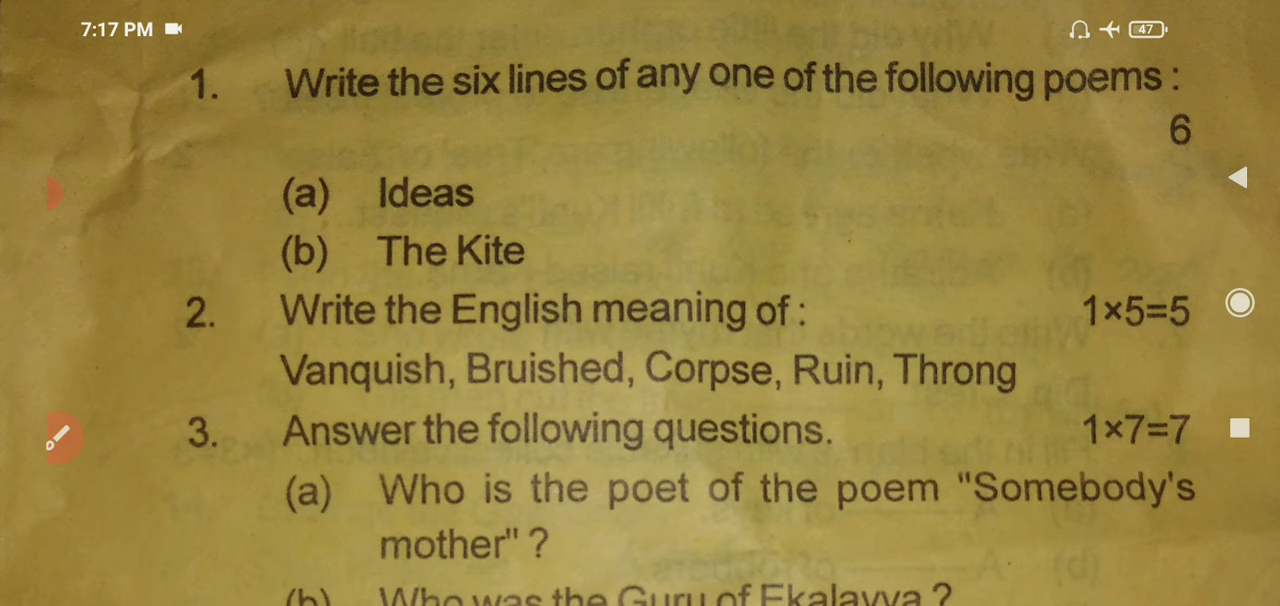 7:17 PM
47
1. Write the six lines of any one of the following poems :
6
(a) Ideas
(b) The Kite
2. Write the English meaning of : 1×5=5
Vanquish, Bruished, Corpse, Ruin, Throng
3. Answer the following questions. 1×7=7
(a) Who is the poet of the poem "Somebody's
mother" ?
(b) Who was the Guru of Ekalavya ?